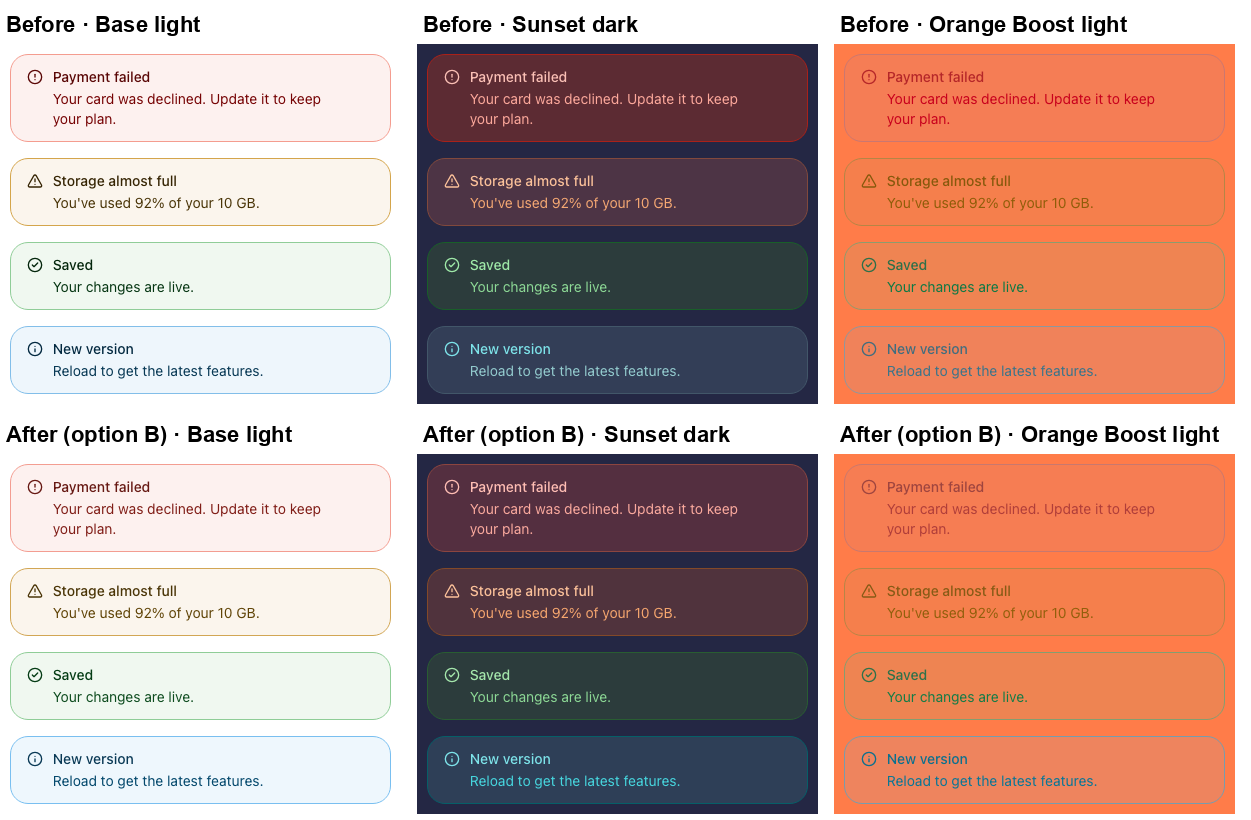 Before · Base light
Payment failed
Your card was declined. Update it to keep
your plan.
Storage almost full
You've used 92% of your 10 GB.
Saved
Your changes are live.
New version
Reload to get the latest features.
Before · Sunset dark
Payment failed
Your card was declined. Update it to keep
your plan.
Storage almost full
You've used 92% of your 10 GB.
Saved
Your changes are live.
New version
Reload to get the latest features.
Before · Orange Boost light
Payment failed
Your card was declined. Update it to keep
your plan.
Storage almost full
You've used 92% of your 10 GB.
Saved
Your changes are live.
New version
Reload to get the latest features.
After (option B) · Base light
Payment failed
Your card was declined. Update it to keep
your plan.
Storage almost full
You've used 92% of your 10 GB.
Saved
Your changes are live.
New version
Reload to get the latest features.
After (option B) · Sunset dark
Payment failed
Your card was declined. Update it to keep
your plan.
Storage almost full
You've used 92% of your 10 GB.
Saved
Your changes are live.
New version
Reload to get the latest features.
After (option B) · Orange Boost light
Payment failed
Your card was declined. Update it to keep
your plan.
Storage almost full
You've used 92% of your 10 GB.
Saved
Your changes are live.
New version
Reload to get the latest features.